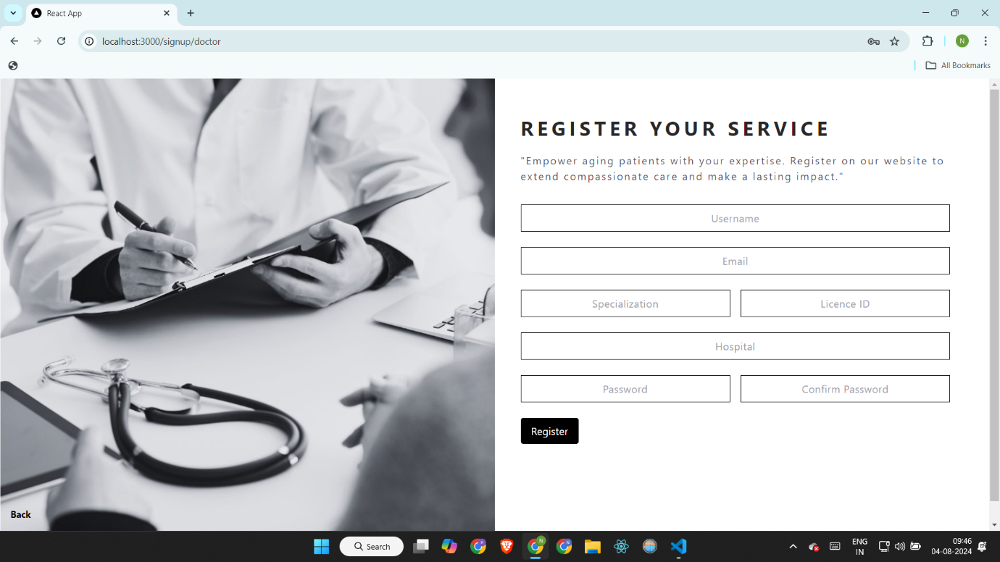 React App
localhost:3000/signup/doctor
N
All Bookmarks
REGISTER YOUR SERVICE
"Empower aging patients with your expertise. Register on our website to
extend compassionate care and make a lasting impact."
Username
Email
Specialization
Licence ID
Hospital
Password
Confirm Password
Register
Back
Search
ENG
IN
09:46
04-08-2024